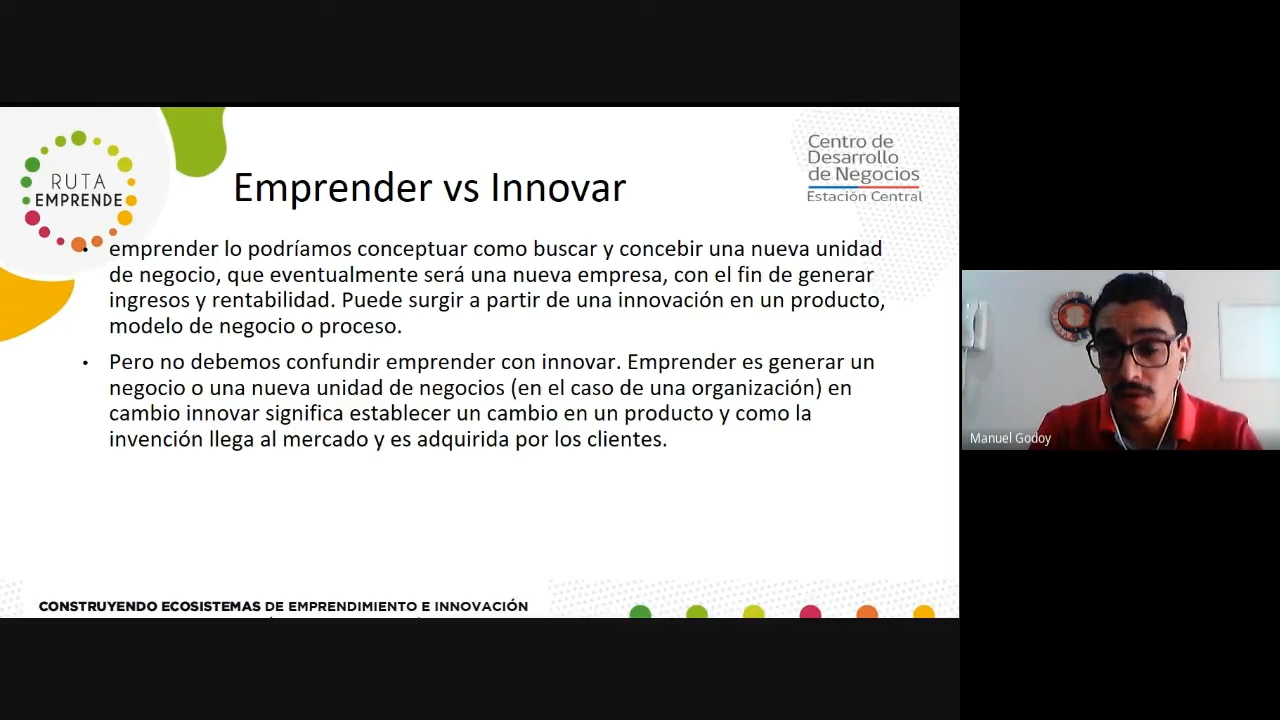 RUTA
EMPRENDE
Centro de
Desarrollo
de Negocios
Estación Central
Emprender vs Innovar
• emprender lo podríamos conceptuar como buscar y concebir una nueva unidad
de negocio, que eventualmente será una nueva empresa, con el fin de generar
ingresos y rentabilidad. Puede surgir a partir de una innovación en un producto,
modelo de negocio o proceso.
• Pero no debemos confundir emprender con innovar. Emprender es generar un
negocio o una nueva unidad de negocios (en el caso de una organización) en
cambio innovar significa establecer un cambio en un producto y como la
invención llega al mercado y es adquirida por los clientes.
CONSTRUYENDO ECOSISTEMAS DE EMPRENDIMIENTO E INNOVACIÓN
Manuel Godoy